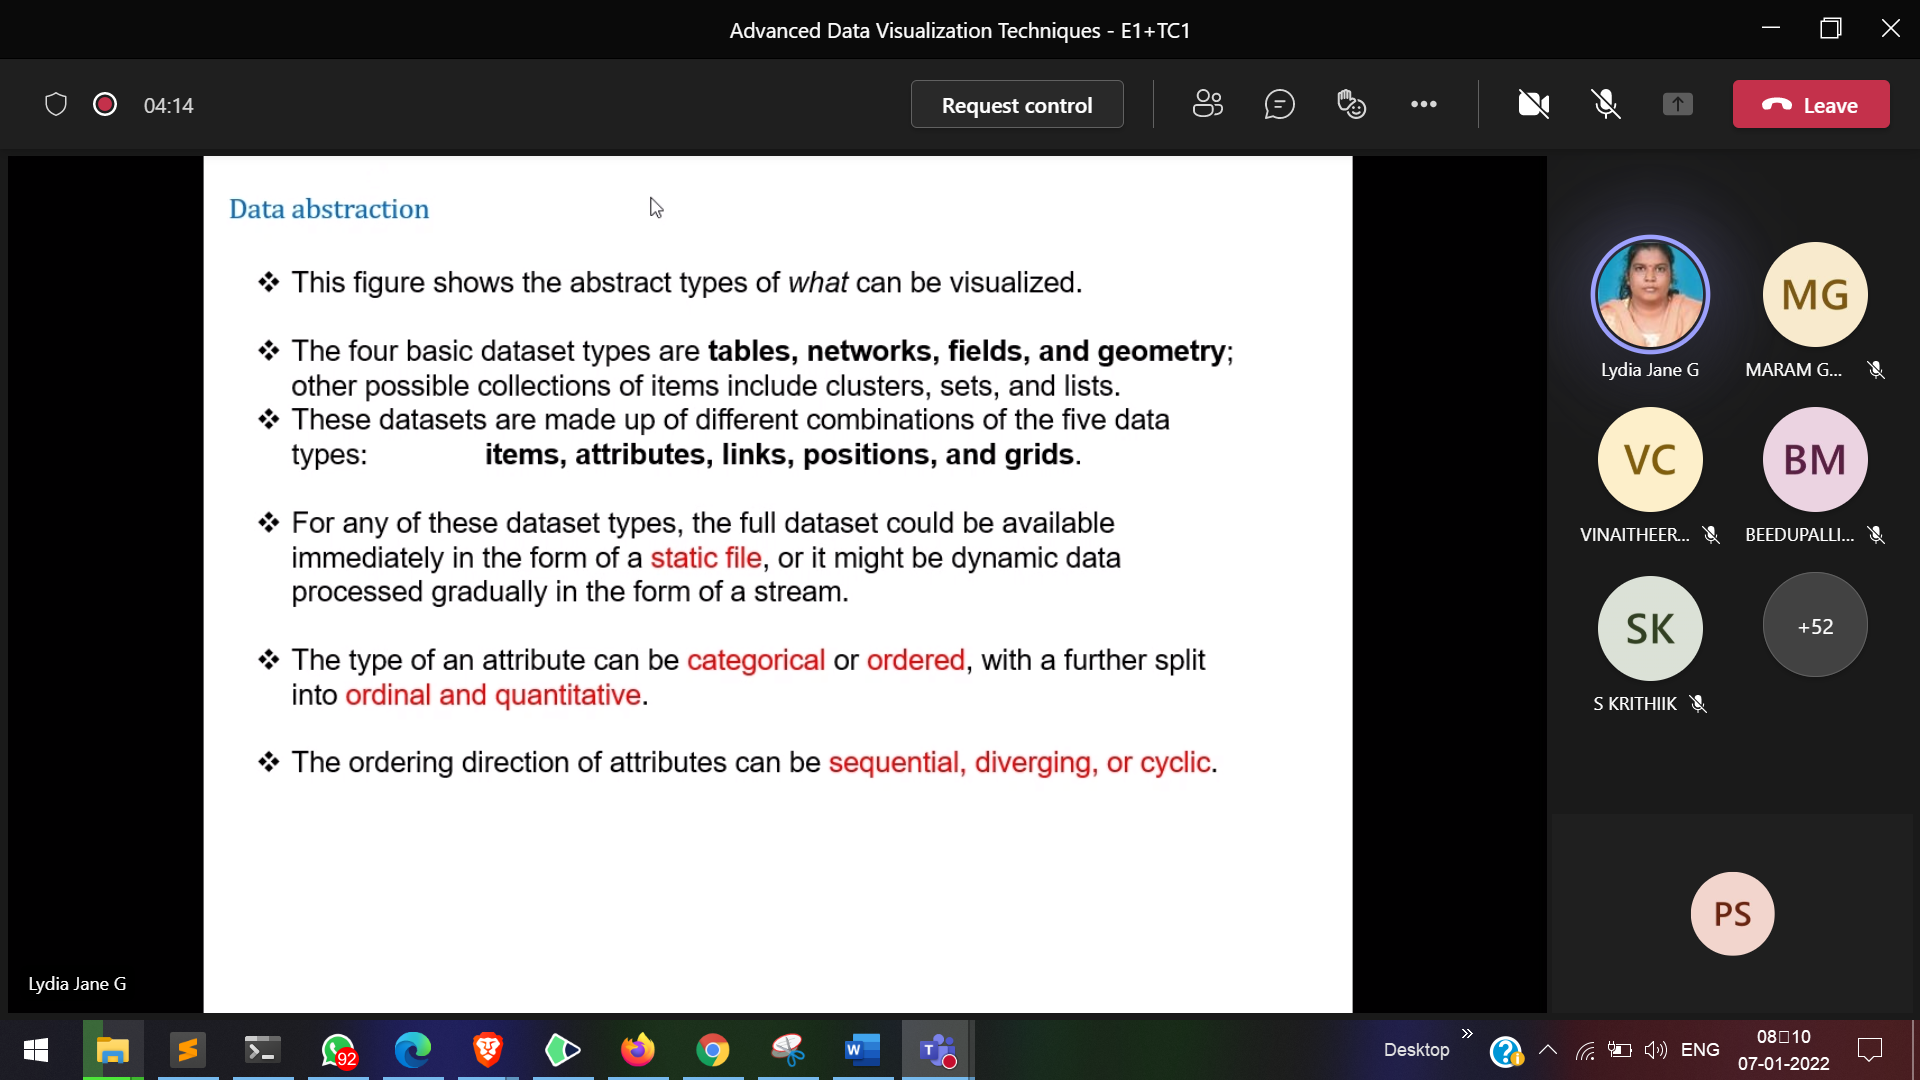 Advanced Data Visualization Techniques - E1+TC1
04:14
Request control
Leave
Data abstraction
❖ This figure shows the abstract types of what can be visualized.
❖ The four basic dataset types are tables, networks, fields, and geometry;
other possible collections of items include clusters, sets, and lists.
❖ These datasets are made up of different combinations of the five data
types: items, attributes, links, positions, and grids.
❖ For any of these dataset types, the full dataset could be available
immediately in the form of a static file, or it might be dynamic data
processed gradually in the form of a stream.
❖ The type of an attribute can be categorical or ordered, with a further split
into ordinal and quantitative.
❖ The ordering direction of attributes can be sequential, diverging, or cyclic.
Lydia Jane G
MG
Lydia Jane G
MARAM G...
VC
BM
VINAITHEER...
BEEDUPALLI...
SK
+52
S KRITHIIK
PS
92
W
T
Desktop
ENG
08▯10
07-01-2022